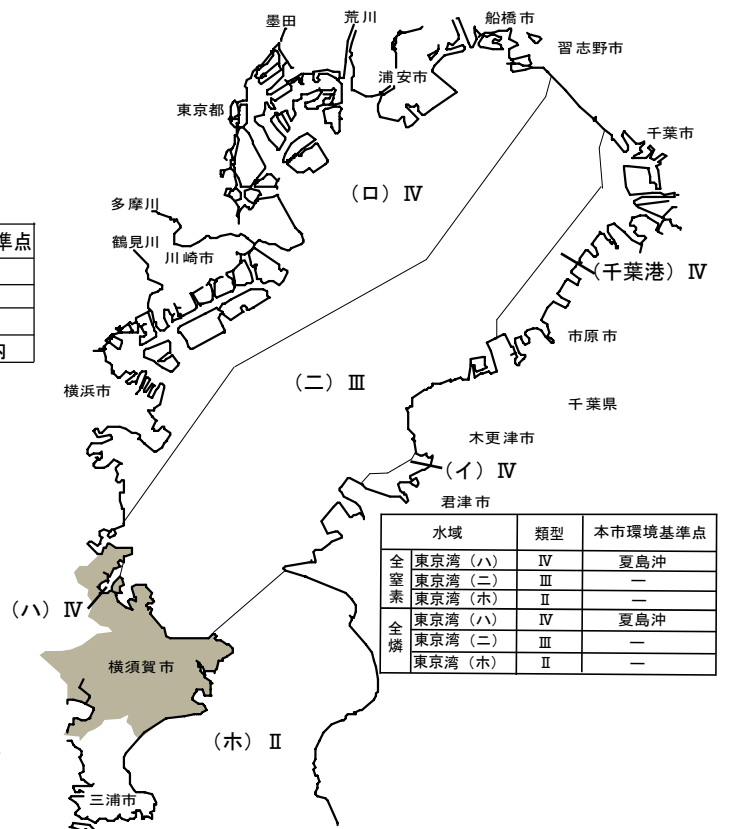 墨田
荒川
船橋市
習志野市
浦安市
東京都
千葉市
多摩川
(ロ) Ⅳ
準点
鶴見川
川崎市
(千葉港) Ⅳ
市原市
横浜市
(二) Ⅲ
千葉県
木更津市
(イ) Ⅳ
君津市
水域 類型 本市環境基準点
全窒素 東京湾 (ハ) Ⅳ 夏島沖
東京湾 (ニ) Ⅲ ―
東京湾 (ホ) Ⅱ ―
全燐 東京湾 (ハ) Ⅳ 夏島沖
東京湾 (ニ) Ⅲ ―
東京湾 (ホ) Ⅱ ―
(ハ) Ⅳ
横須賀市
(ホ) Ⅱ
三浦市